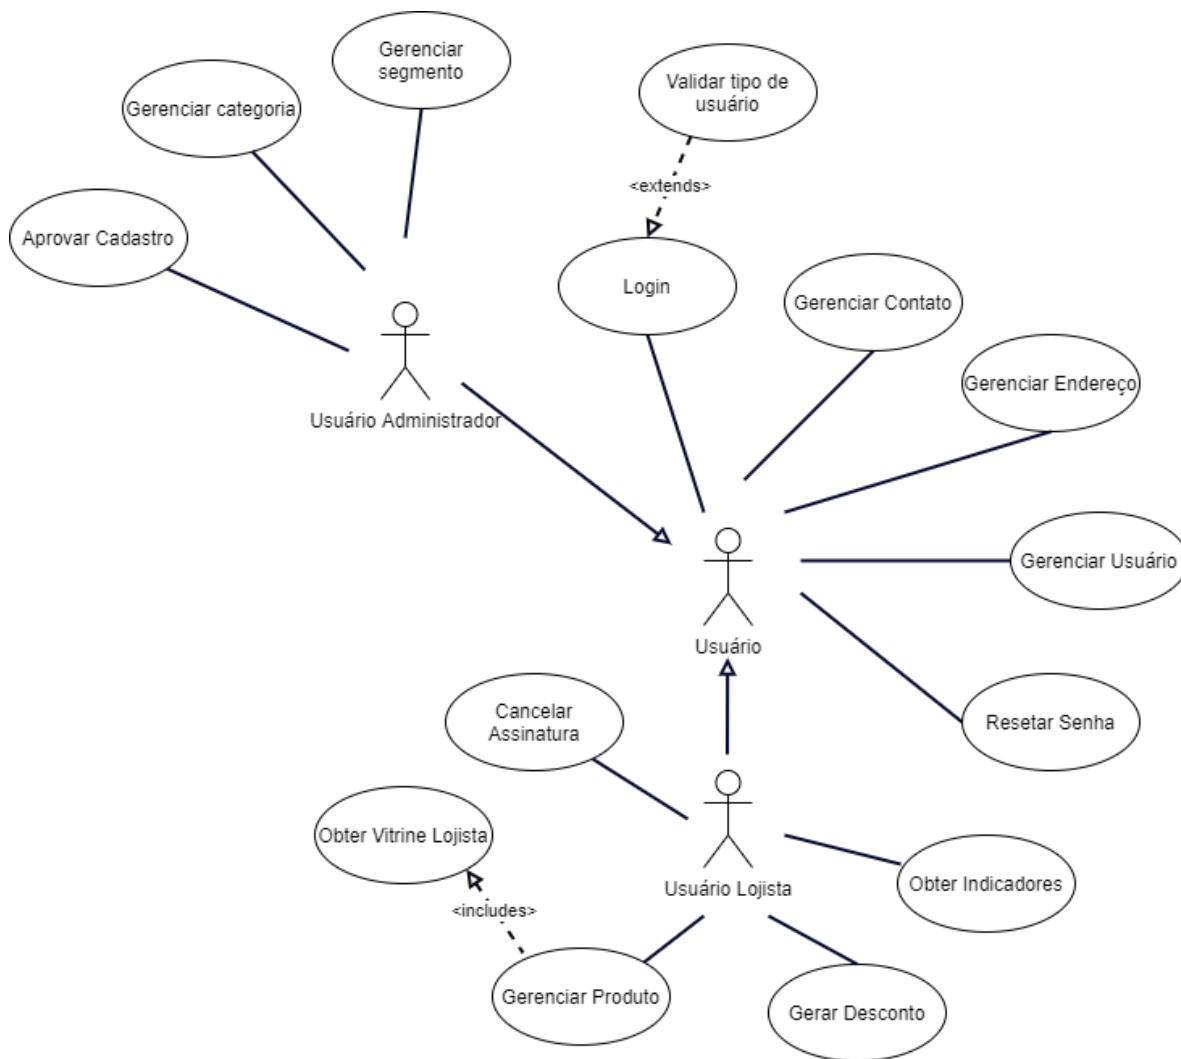 Gerenciar
segmento
Validar tipo de
usuário
Gerenciar categoria
<extends>
Aprovar Cadastro
Login
Gerenciar Contato
Gerenciar Endereço
Usuário Administrador
Gerenciar Usuário
Usuário
Cancelar
Assinatura
Resetar Senha
Obter Vitrine Lojista
Usuário Lojista
Obter Indicadores
<includes>
Gerenciar Produto
Gerar Desconto